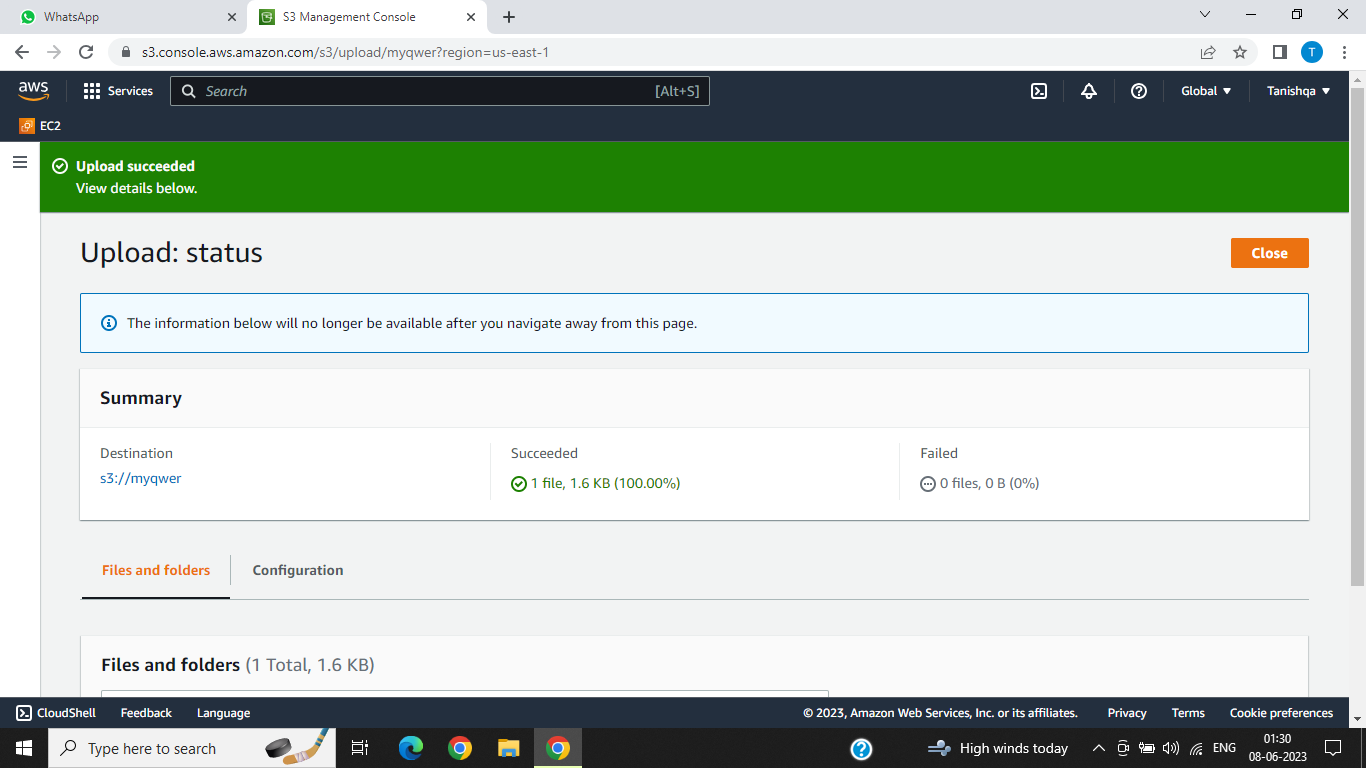 WhatsApp
S3 Management Console
s3.console.aws.amazon.com/s3/upload/myqwer?region=us-east-1
T
aws
Services
Search
[Alt+S]
Global
Tanishqa
EC2
Upload succeeded
View details below.
Upload: status
Close
The information below will no longer be available after you navigate away from this page.
Summary
Destination
Succeeded
Failed
s3://myqwer
1 file, 1.6 KB (100.00%)
0 files, 0 B (0%)
Files and folders
Configuration
Files and folders (1 Total, 1.6 KB)
CloudShell
Feedback
Language
© 2023, Amazon Web Services, Inc. or its affiliates.
Privacy
Terms
Cookie preferences
Type here to search
High winds today
ENG
01:30
08-06-2023